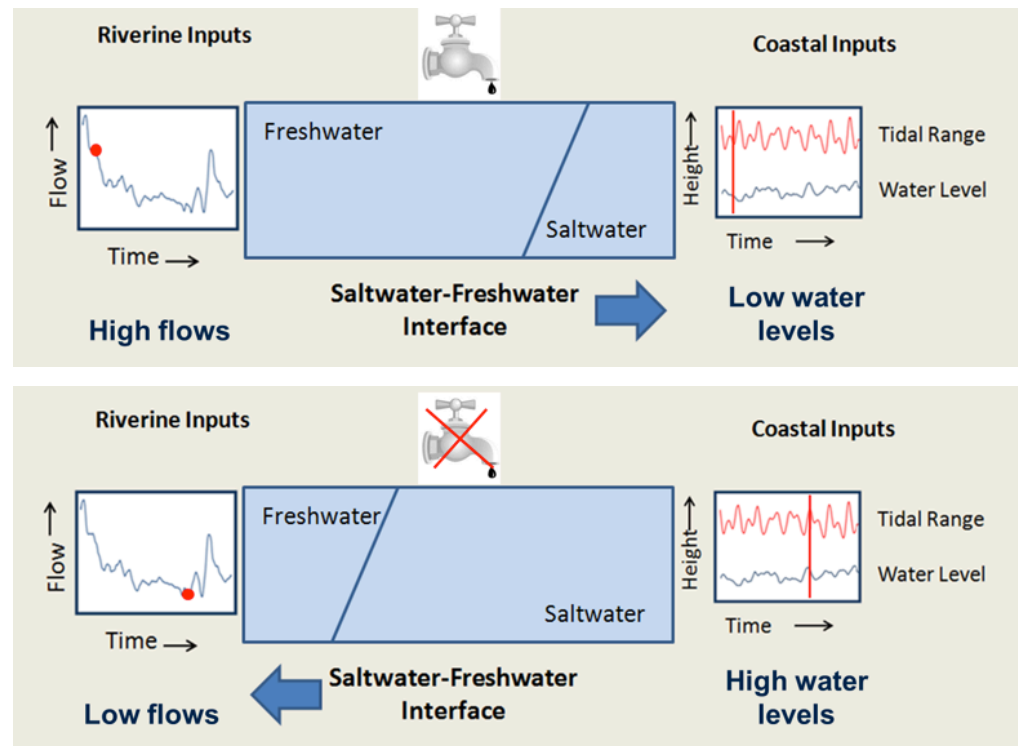 Riverine Inputs
Coastal Inputs
Flow
Freshwater
Saltwater
Height
Tidal Range
Water Level
Time
Time
Saltwater-Freshwater
Interface
High flows
Low water
levels
Riverine Inputs
Coastal Inputs
Flow
Freshwater
Saltwater
Height
Tidal Range
Water Level
Time
Time
Saltwater-Freshwater
Interface
Low flows
High water
levels